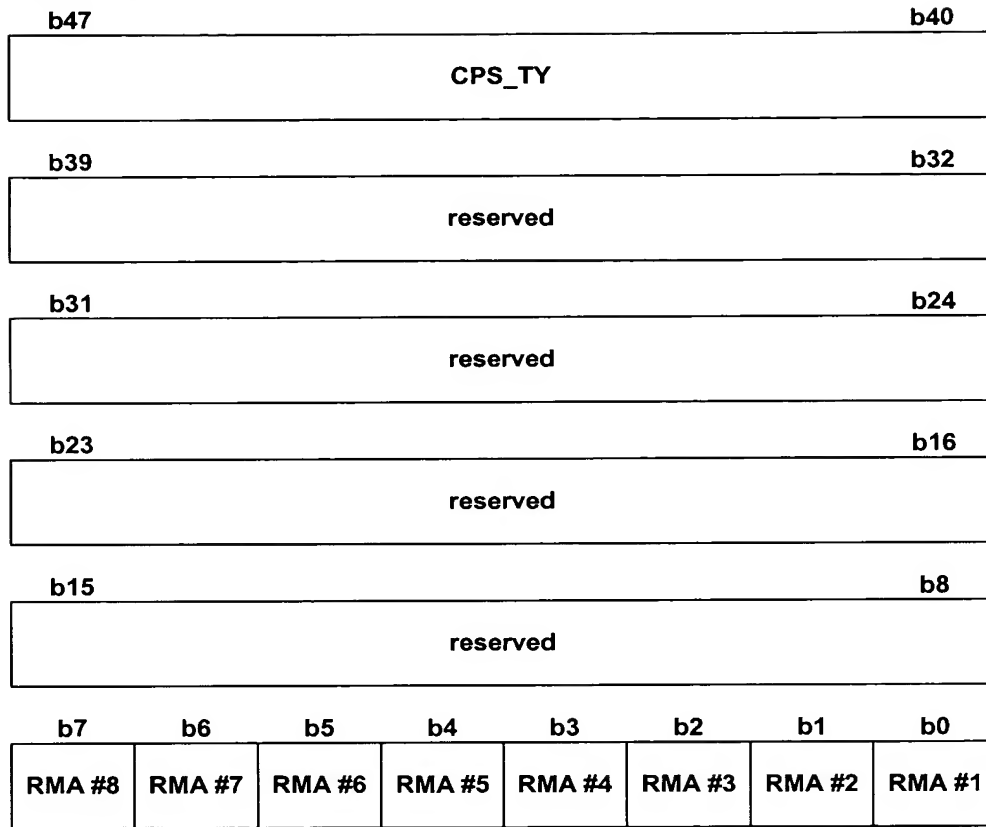 b47 b40
CPS_TY
b39 b32
reserved
b31 b24
reserved
b23 b16
reserved
b15 b8
reserved
b7 b6 b5 b4 b3 b2 b1 b0
RMA #8 RMA #7 RMA #6 RMA #5 RMA #4 RMA #3 RMA #2 RMA #1